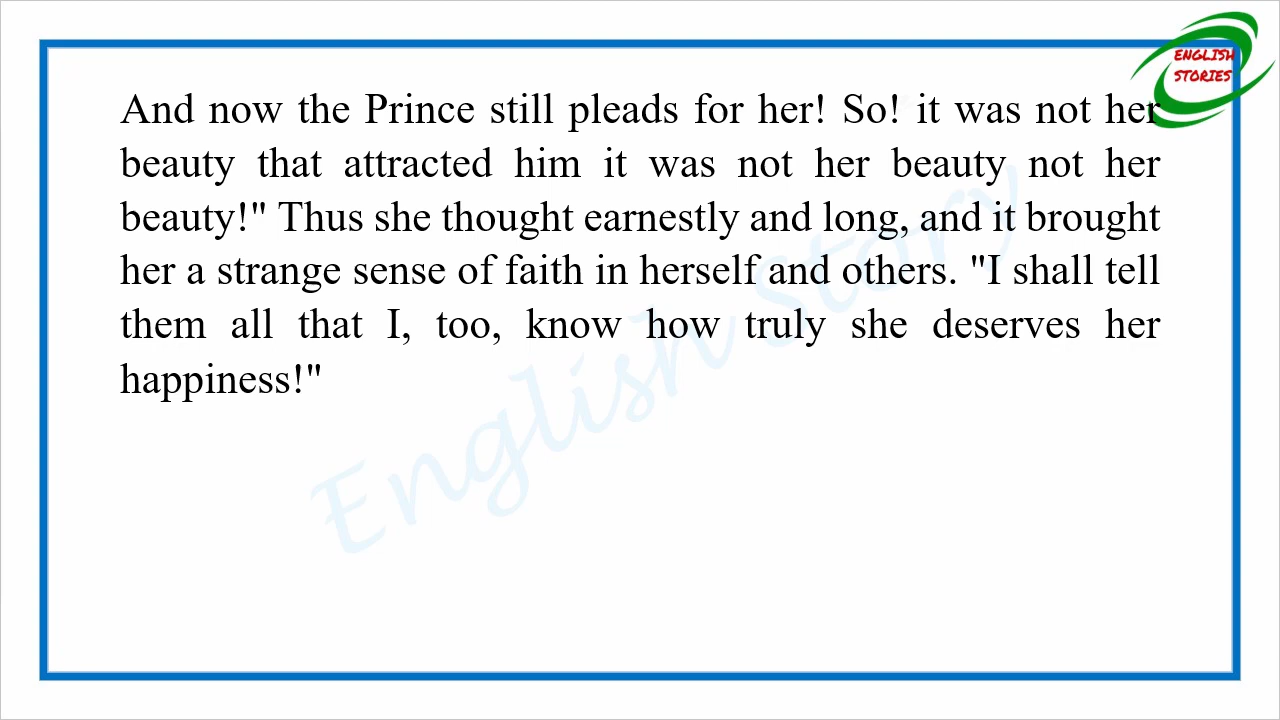 ENGLISH
STORIES
And now the Prince still pleads for her! So! it was not her
beauty that attracted him it was not her beauty not her
beauty!" Thus she thought earnestly and long, and it brought
her a strange sense of faith in herself and others. "I shall tell
them all that I, too, know how truly she deserves her
happiness!"
English Story